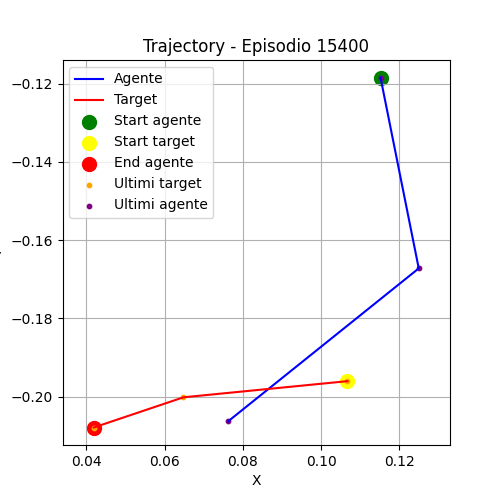 Trajectory - Episodio 15400
Agente
Target
Start agente
Start target
End agente
Ultimi target
Ultimi agente
−0.12
−0.14
−0.16
−0.18
−0.20
0.04
0.06
0.08
0.10
0.12
X